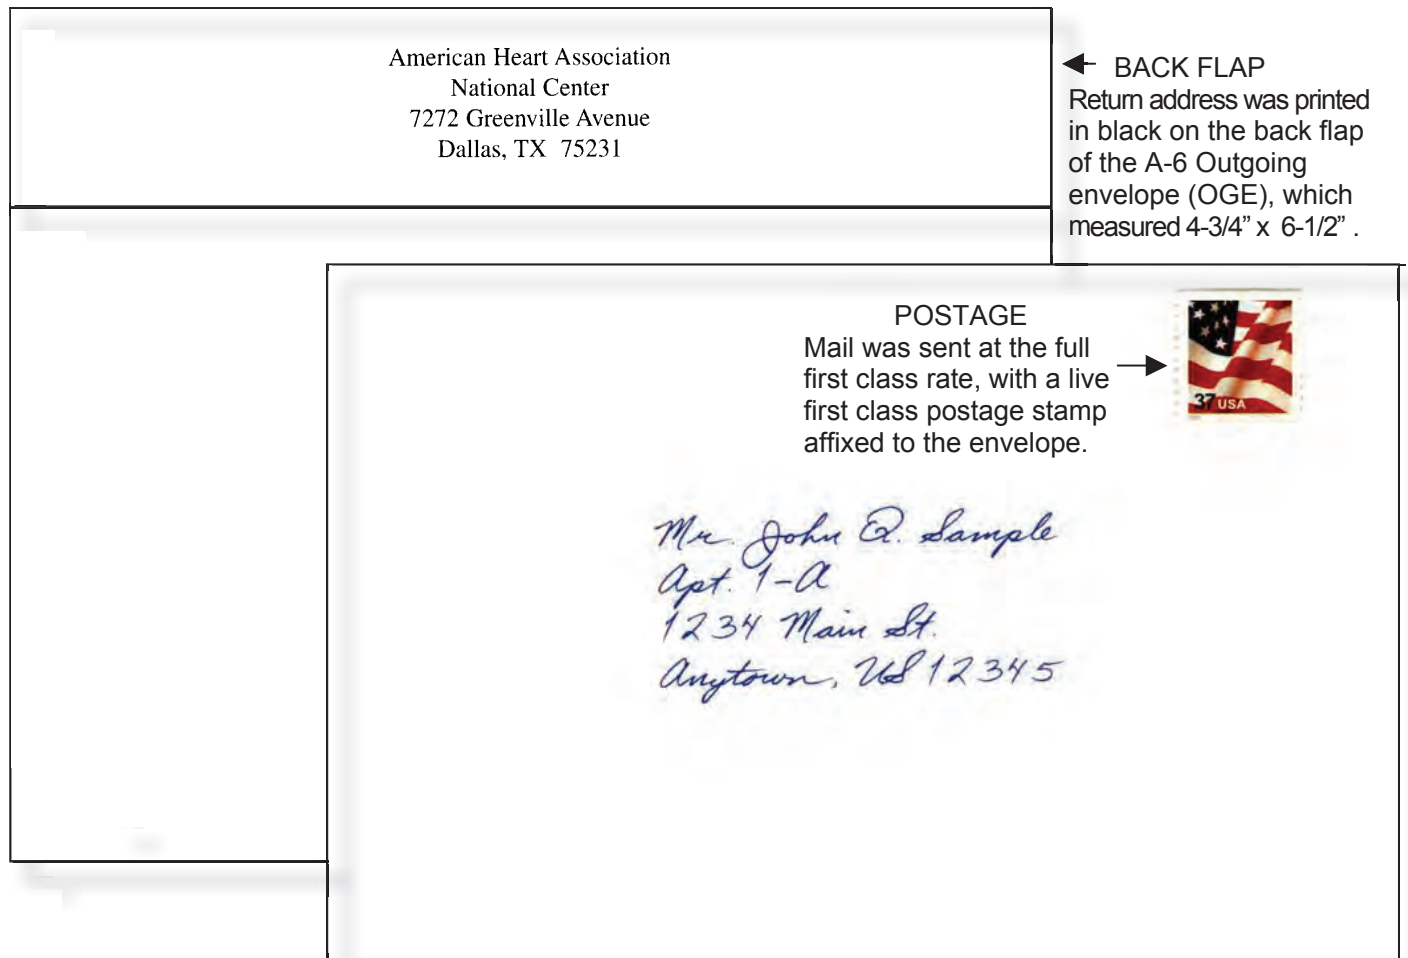 American Heart Association
National Center
7272 Greenville Avenue
Dallas, TX 75231
BACK FLAP
Return address was printed
in black on the back flap
of the A-6 Outgoing
envelope (OGE), which
measured 4-3/4” x 6-1/2” .
POSTAGE
Mail was sent at the full
first class rate, with a live
first class postage stamp
affixed to the envelope.
37 USA
Mr. John Q. Sample
Apt. 1-A
1234 Main St.
Anytown, US 12345